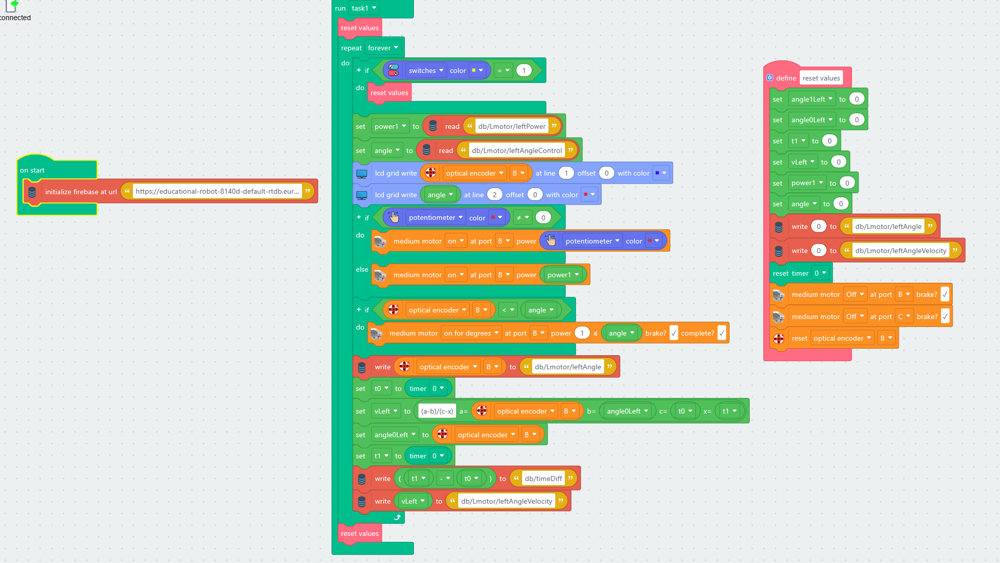 connected
on start
initialize firebase at url “ https://educational-robot-8140d-default-rtdb.eur... ”
run task1
reset values
repeat forever
do + if switches color = 1
do reset values
set power1 to read “ db/Lmotor/leftPower ”
set angle to read “ db/Lmotor/leftAngleControl ”
lcd grid write optical encoder B at line 1 offset 0 with color
lcd grid write angle at line 2 offset 0 with color
+ if potentiometer color ≠ 0
do medium motor on at port B power potentiometer color
else medium motor on at port B power power1
+ if optical encoder B < angle
do medium motor on for degrees at port B power 1 ∡ angle brake? ✓ complete? ✓
write optical encoder B to “ db/Lmotor/leftAngle ”
set t0 to timer 0
set vLeft to (a-b)/(c-x) a= optical encoder B b= angle0Left c= t0 x= t1
set angle0Left to optical encoder B
set t1 to timer 0
write ( t1 - t0 ) to “ db/timeDiff ”
write vLeft to “ db/Lmotor/leftAngleVelocity ”
reset values
define reset values
set angle1Left to 0
set angle0Left to 0
set t1 to 0
set vLeft to 0
set power1 to 0
set angle to 0
write 0 to “ db/Lmotor/leftAngle ”
write 0 to “ db/Lmotor/leftAngleVelocity ”
reset timer 0
medium motor Off at port B brake? ✓
medium motor Off at port C brake? ✓
reset optical encoder B